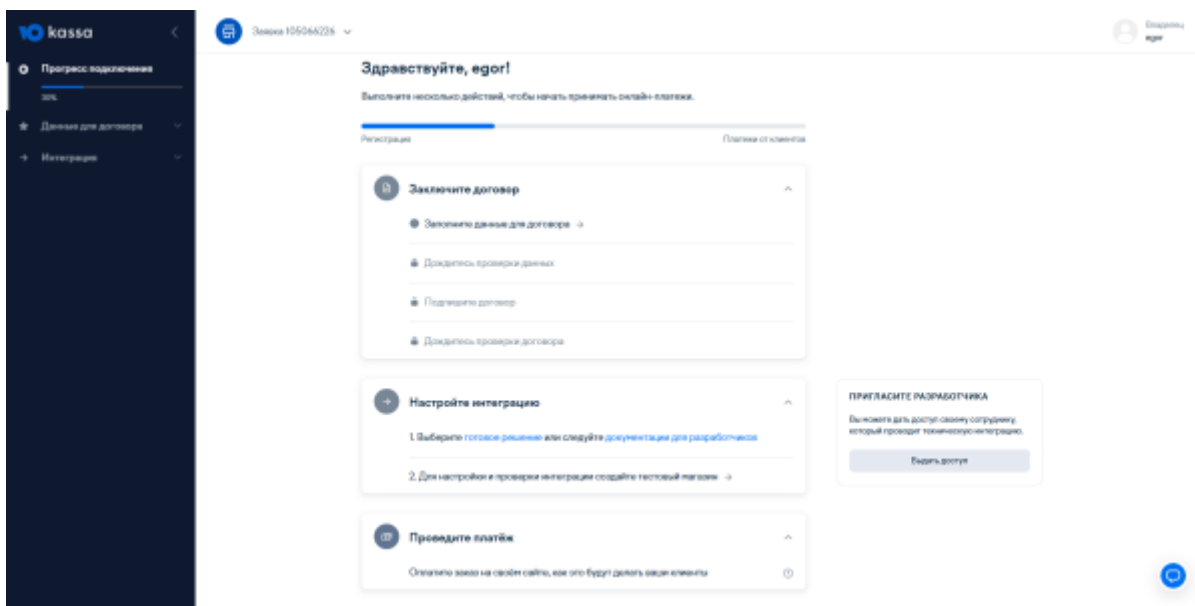 Ю kassa
Заявка 105066226
Владелец
egor
Прогресс подключения
30%
Данные для договора
Интеграция
Здравствуйте, egor!
Выполните несколько действий, чтобы начать принимать онлайн-платежи.
Регистрация
Платежи от клиентов
Заключите договор
Заполните данные для договора →
Дождитесь проверки данных
Подпишите договор
Дождитесь проверки договора
Настройте интеграцию
1. Выберите готовое решение или следуйте документации для разработчиков
2. Для настройки и проверки интеграции создайте тестовый магазин →
ПРИГЛАСИТЕ РАЗРАБОТЧИКА
Вы можете дать доступ своему сотруднику,
который проводит техническую интеграцию.
Выдать доступ
Проведите платёж
Оплатите заказ на своём сайте, как это будут делать ваши клиенты